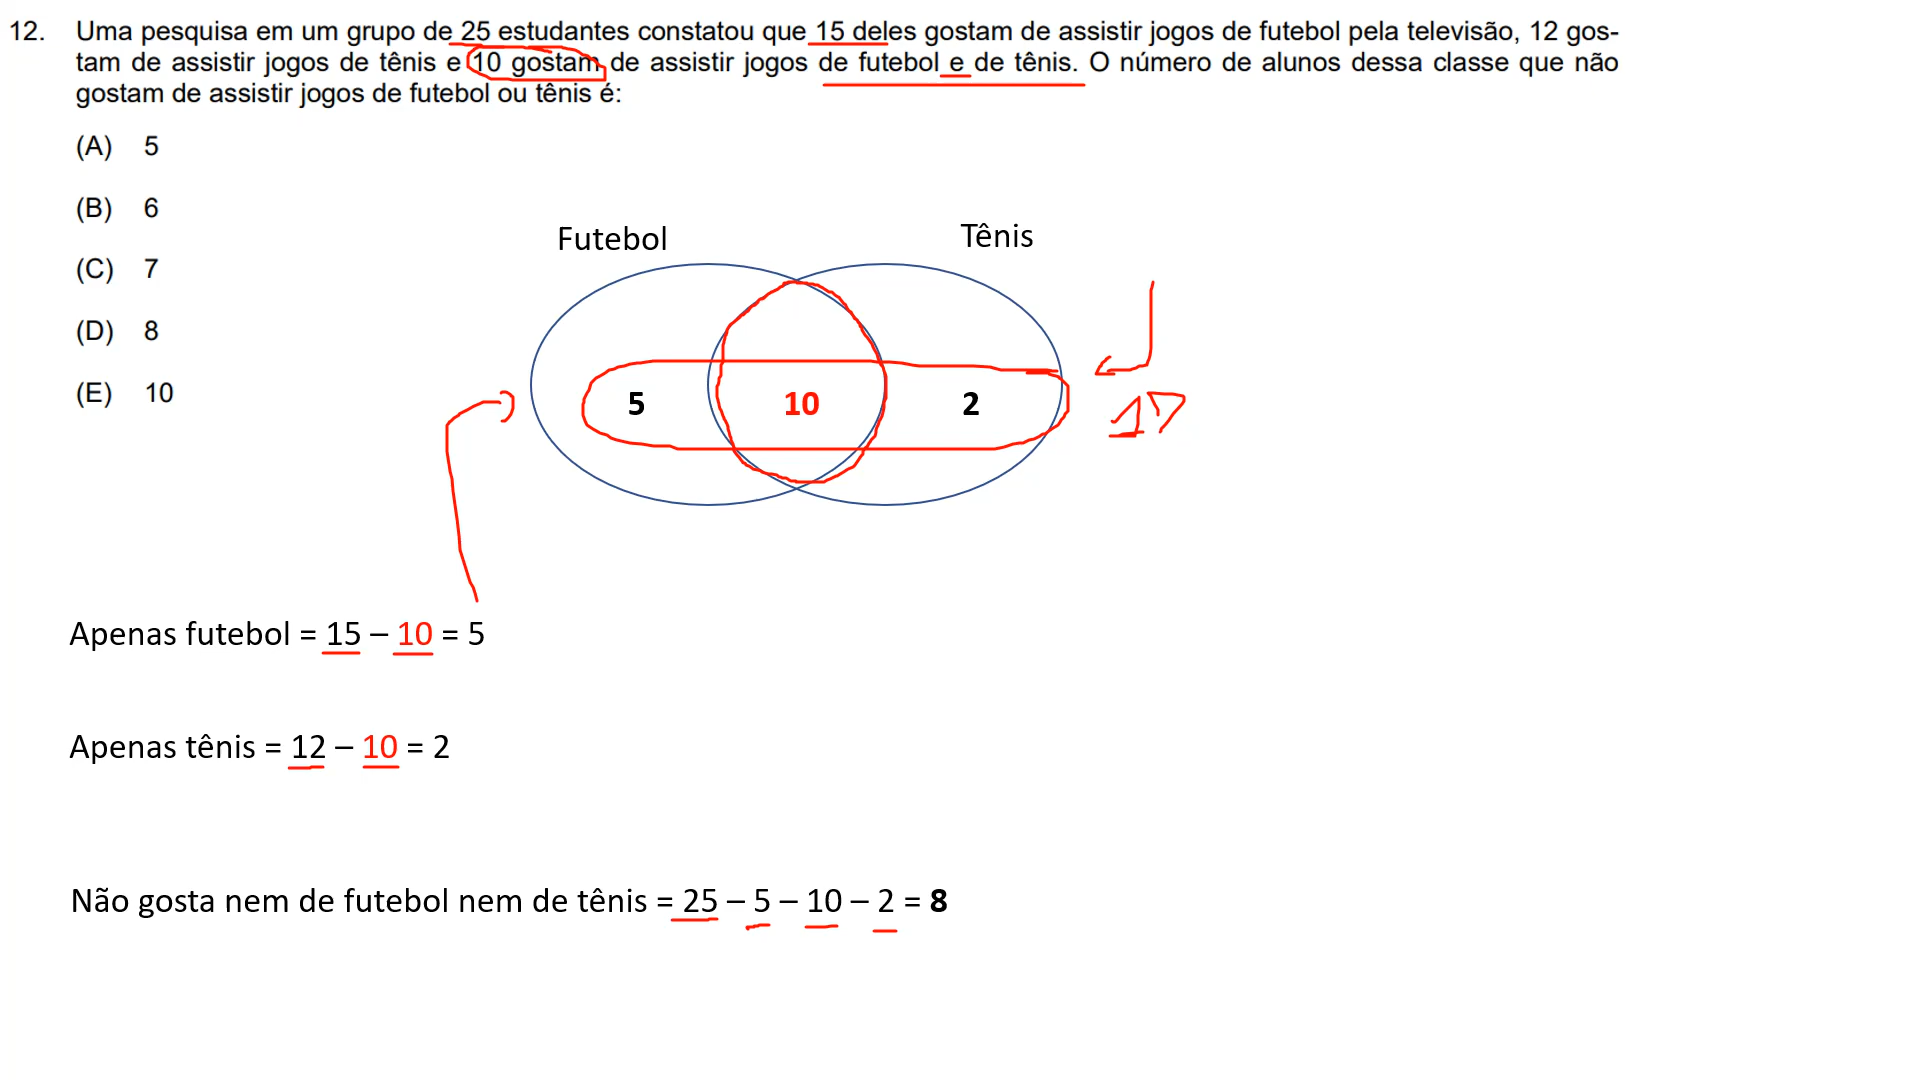 12. Uma pesquisa em um grupo de 25 estudantes constatou que 15 deles gostam de assistir jogos de futebol pela televisão, 12 gos-
tam de assistir jogos de tênis e 10 gostam de assistir jogos de futebol e de tênis. O número de alunos dessa classe que não
gostam de assistir jogos de futebol ou tênis é:
(A) 5
(B) 6
(C) 7
(D) 8
(E) 10
Futebol Tênis
5 10 2 17
Apenas futebol = 15 – 10 = 5
Apenas tênis = 12 – 10 = 2
Não gosta nem de futebol nem de tênis = 25 – 5 – 10 – 2 = 8